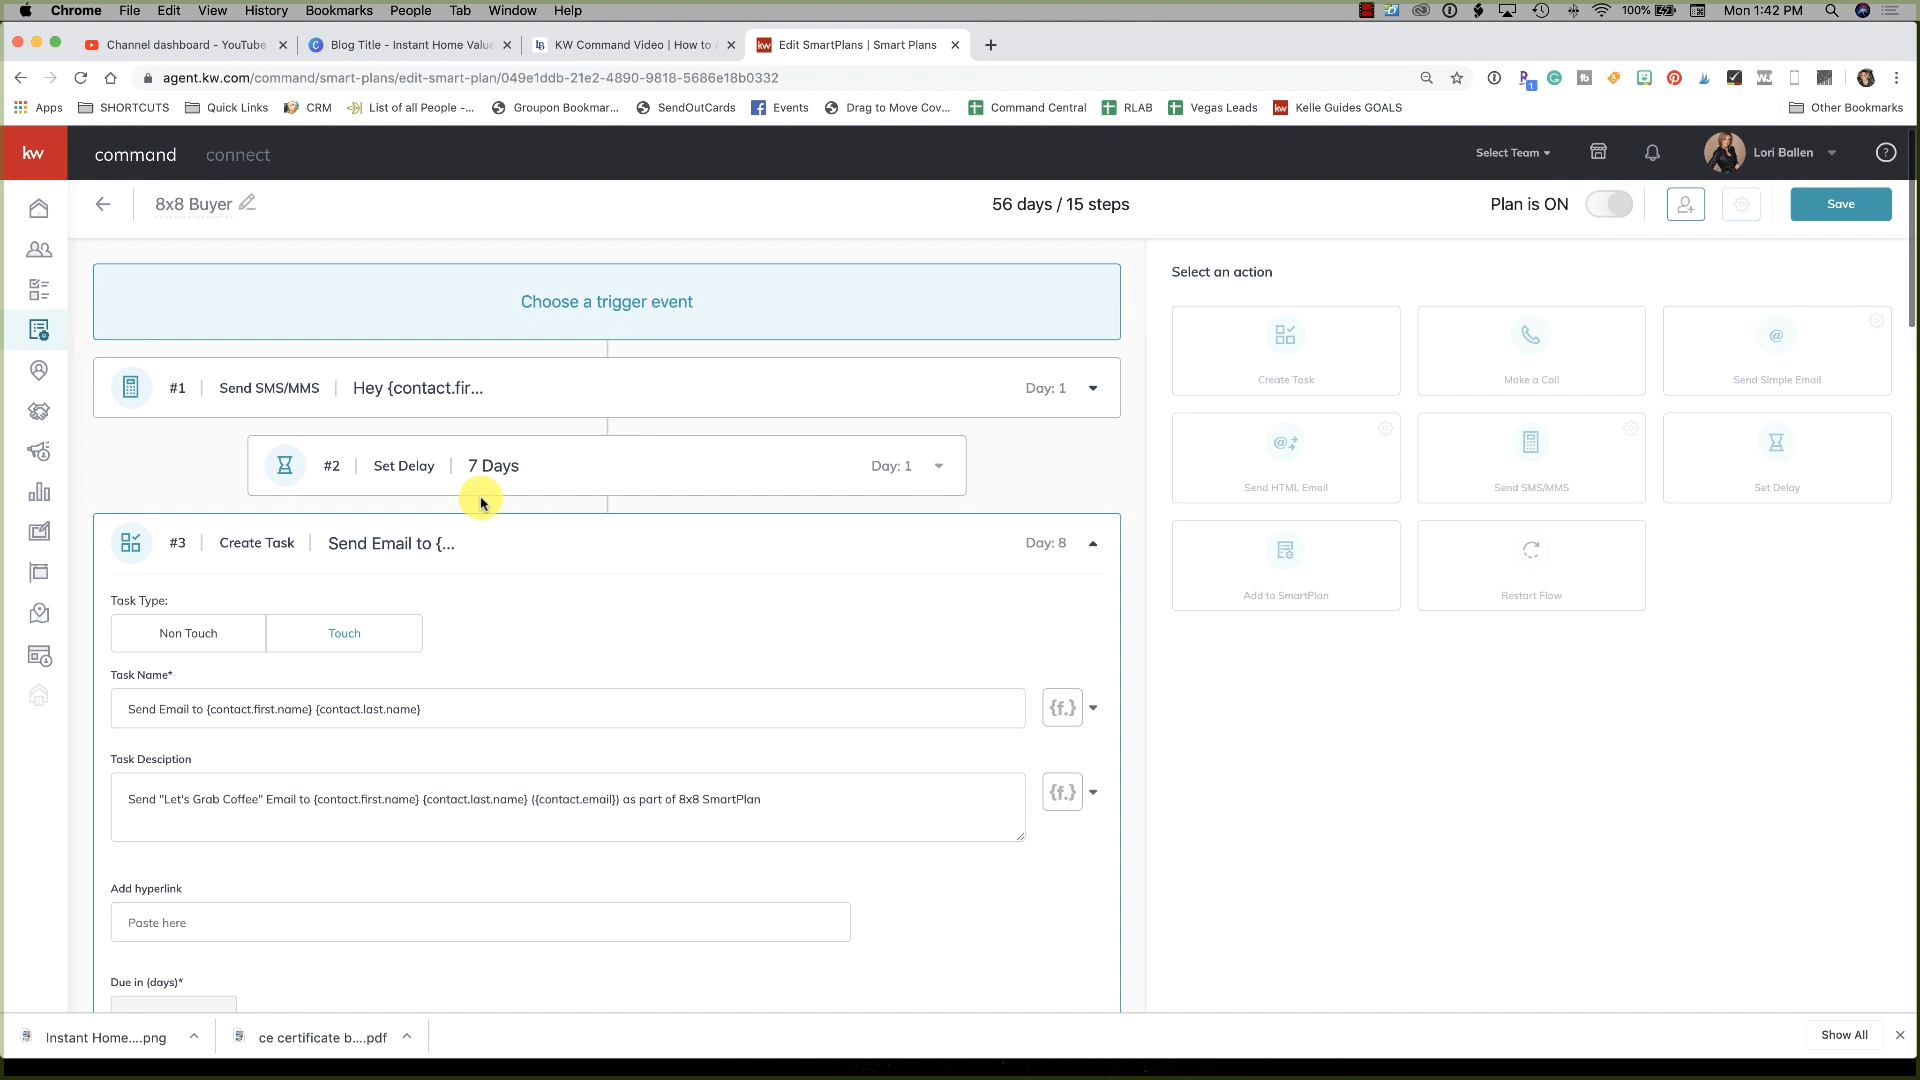 Chrome File Edit View History Bookmarks People Tab Window Help 100% Mon 1:42 PM
Channel dashboard - YouTube Blog Title - Instant Home Value KW Command Video | How to Edit SmartPlans | Smart Plans
agent.kw.com/command/smart-plans/edit-smart-plan/049e1ddb-21e2-4890-9818-5686e18b0332
Apps SHORTCUTS Quick Links CRM List of all People -... Groupon Bookmar... SendOutCards Events Drag to Move Cov... Command Central RLAB Vegas Leads Kelle Guides GOALS Other Bookmarks
kw command connect Select Team Lori Ballen ?
8x8 Buyer 56 days / 15 steps Plan is ON Save
Choose a trigger event
Select an action
#1 Send SMS/MMS Hey {contact.fir... Day: 1
#2 Set Delay 7 Days Day: 1
#3 Create Task Send Email to {... Day: 8
Create Task Make a Call Send Simple Email
Send HTML Email Send SMS/MMS Set Delay
Add to SmartPlan Restart Flow
Task Type:
Non Touch Touch
Task Name*
Send Email to {contact.first.name} {contact.last.name} {f.}
Task Desciption
Send "Let's Grab Coffee" Email to {contact.first.name} {contact.last.name} ({contact.email}) as part of 8x8 SmartPlan {f.}
Add hyperlink
Paste here
Due in (days)*
Instant Home....png ce certificate b....pdf Show All